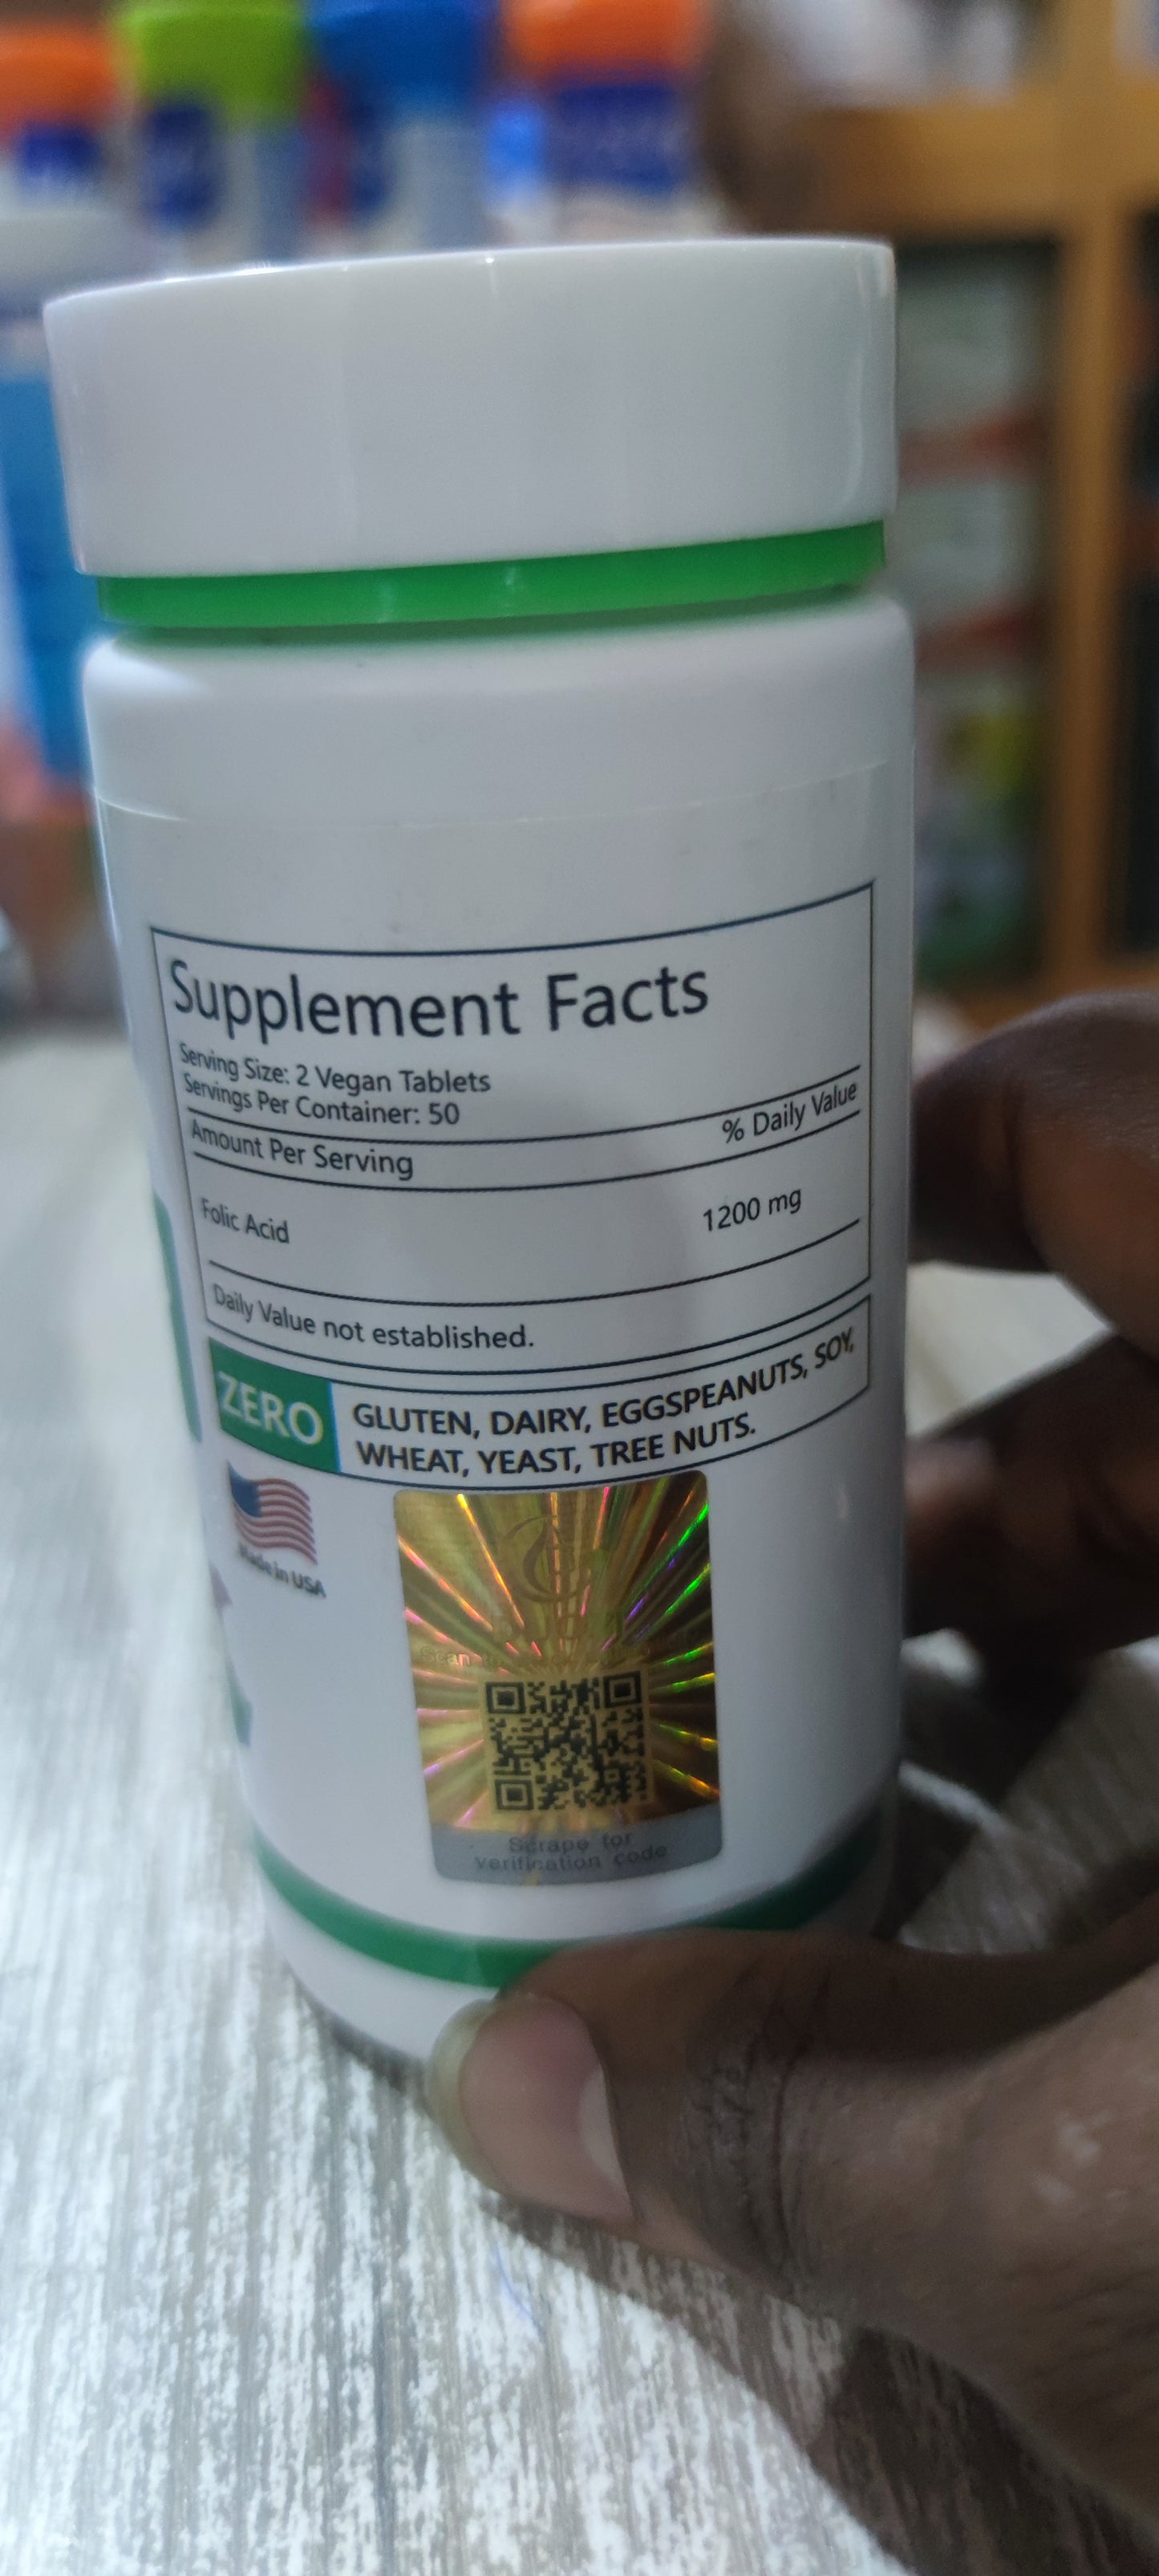 Supplement Facts
Serving Size: 2 Vegan Tablets
Servings Per Container: 50
Amount Per Serving % Daily Value
Folic Acid 1200 mg
Daily Value not established.
ZERO
GLUTEN, DAIRY, EGGSPEANUTS, SOY,
WHEAT, YEAST, TREE NUTS.
Made in USA
Scan
Scrape for
verification code